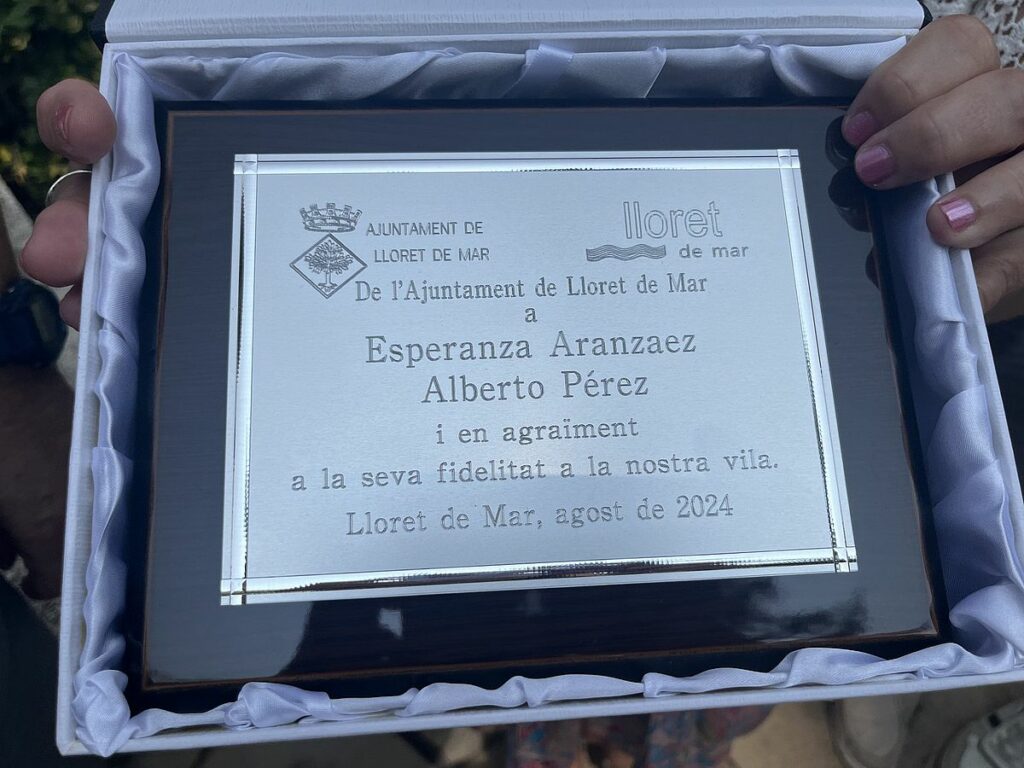 AJUNTAMENT DE
LLORET DE MAR
lloret
de mar
De l'Ajuntament de Lloret de Mar
a
Esperanza Aranzaez
Alberto Pérez
i en agraïment
a la seva fidelitat a la nostra vila.
Lloret de Mar, agost de 2024